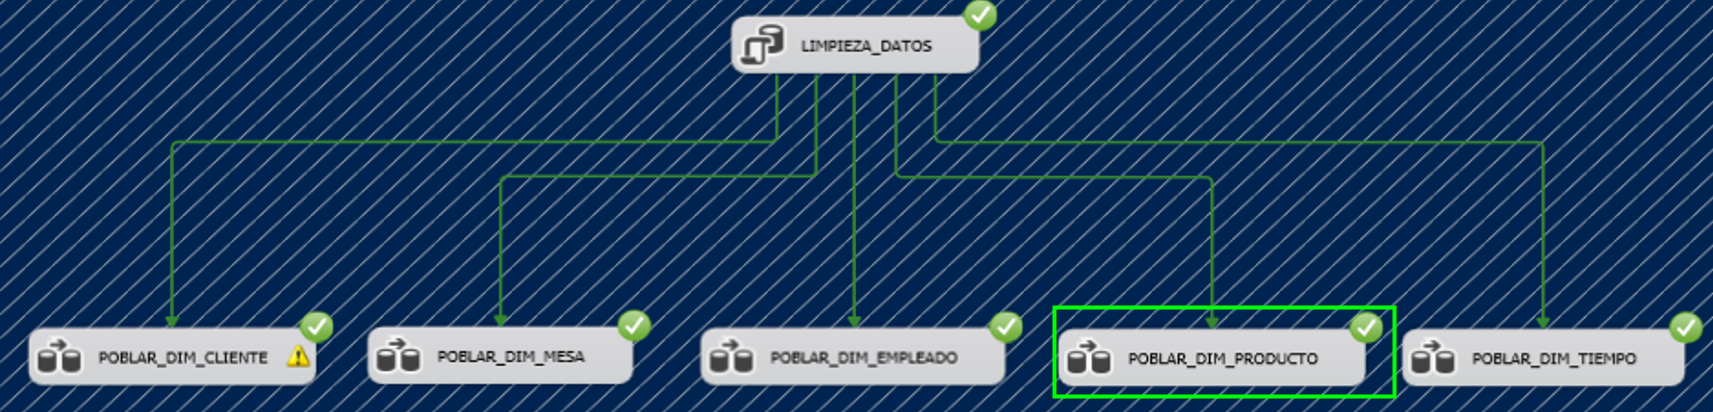 LIMPIEZA_DATOS
POBLAR_DIM_CLIENTE
POBLAR_DIM_MESA
POBLAR_DIM_EMPLEADO
POBLAR_DIM_PRODUCTO
POBLAR_DIM_TIEMPO